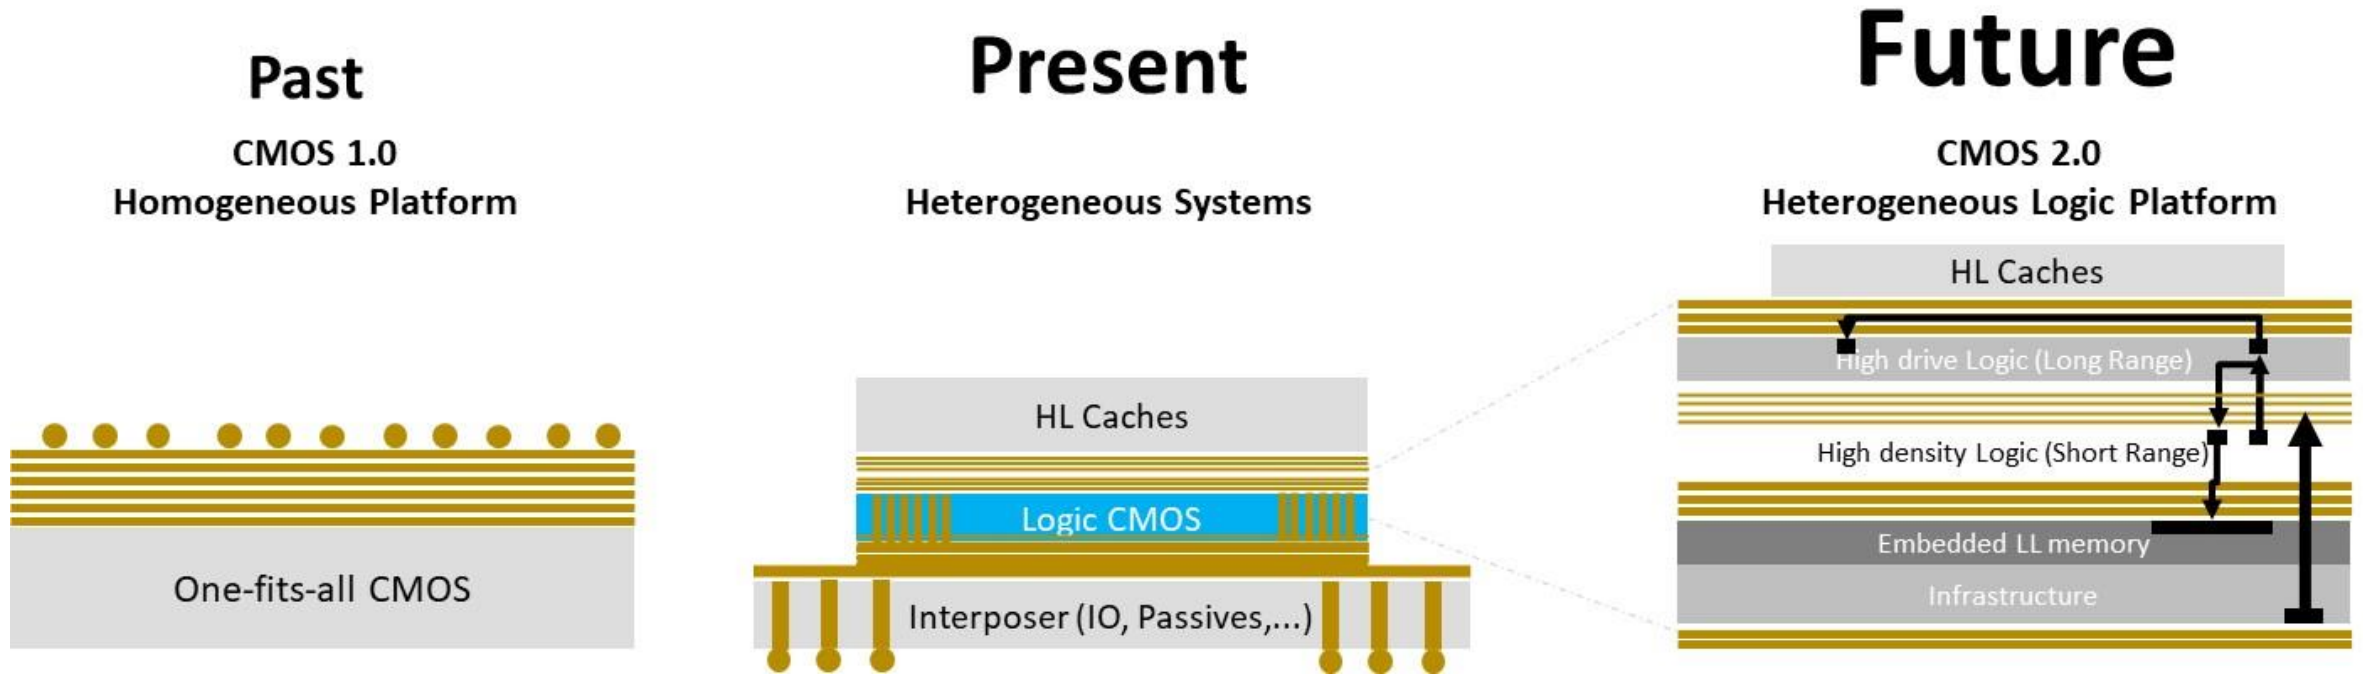 Past
CMOS 1.0
Homogeneous Platform
One-fits-all CMOS
Present
Heterogeneous Systems
HL Caches
Logic CMOS
Interposer (IO, Passives,...)
Future
CMOS 2.0
Heterogeneous Logic Platform
HL Caches
High drive Logic (Long Range)
High density Logic (Short Range)
Embedded LL memory
Infrastructure